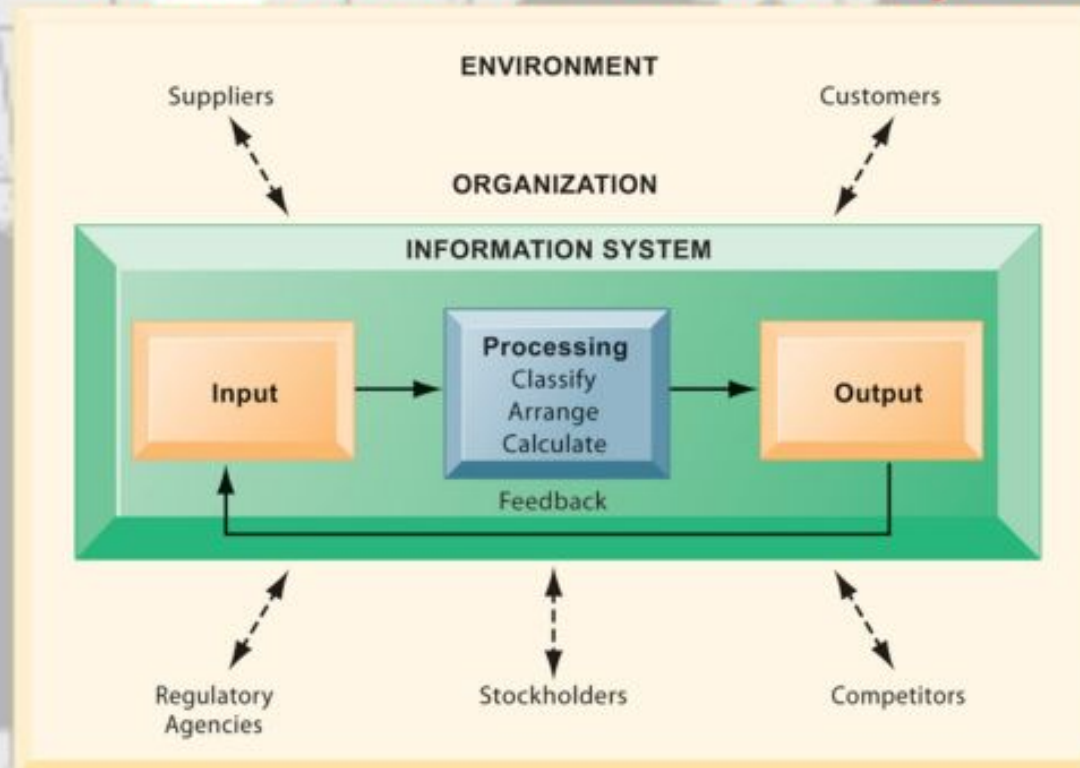 ENVIRONMENT
Suppliers
Customers
ORGANIZATION
INFORMATION SYSTEM
Input
Processing
Classify
Arrange
Calculate
Output
Feedback
Regulatory
Agencies
Stockholders
Competitors